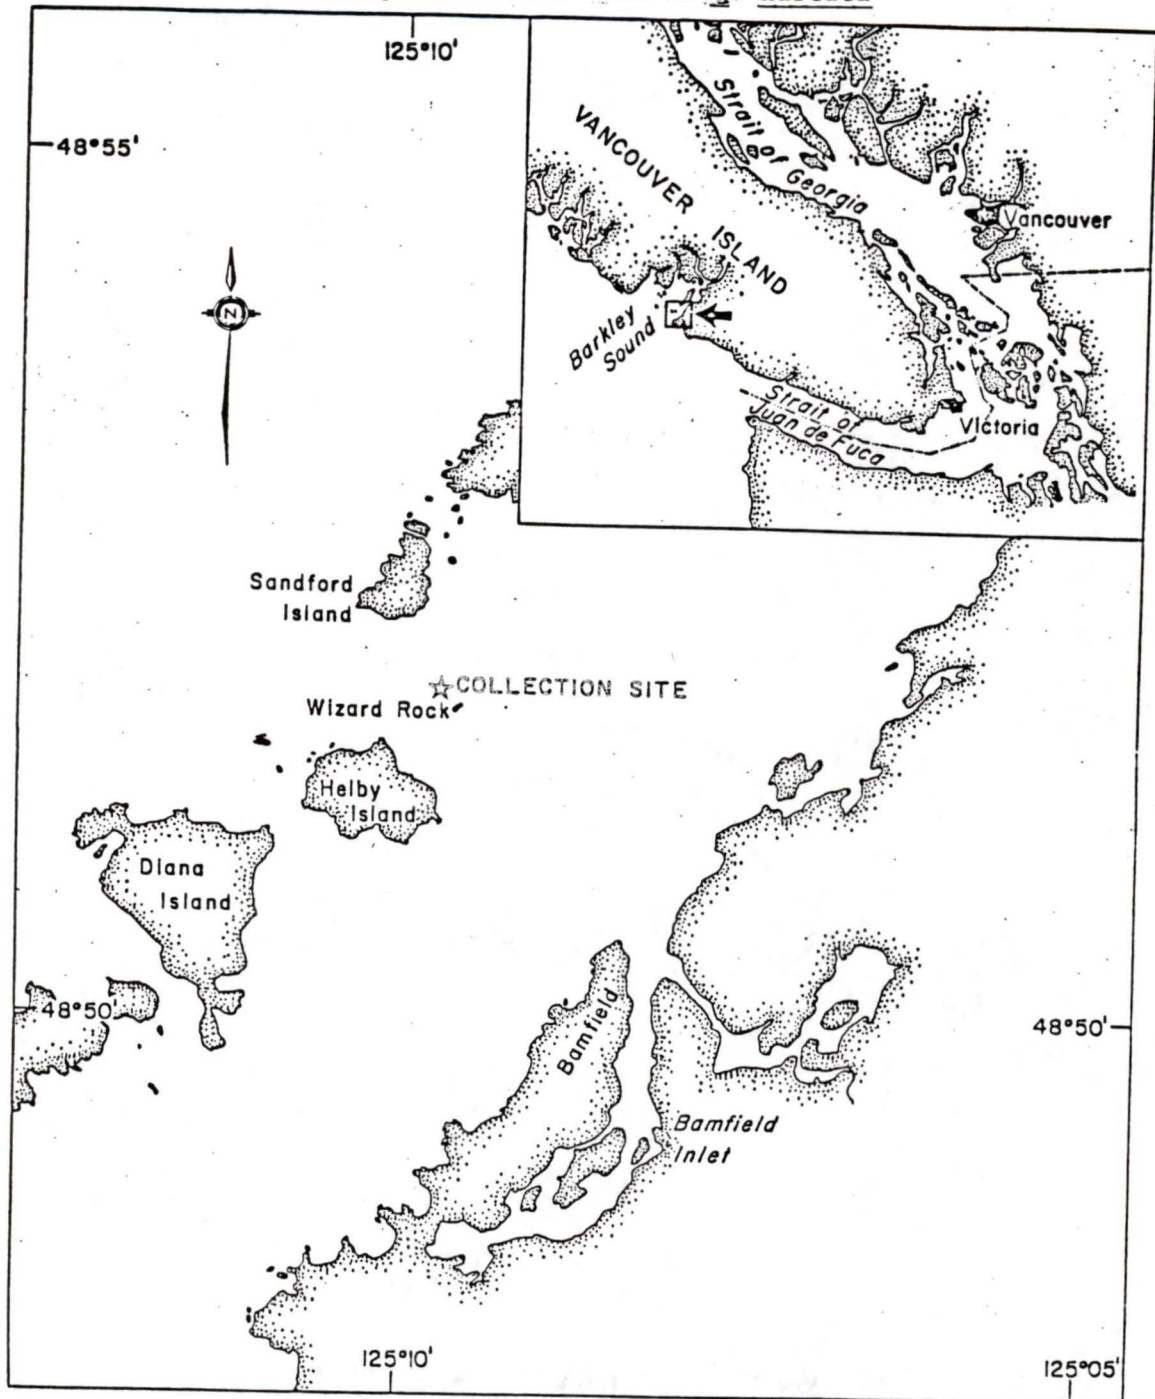 125°10'
48°55'
Strait of Georgia
VANCOUVER ISLAND
Vancouver
Barkley
Sound
Strait of
Juan de Fuca
Victoria
N
Sandford
Island
☆COLLECTION SITE
Wizard Rock
Helby
Island
Diana
Island
48°50'
48°50'
Bamfield
Bamfield
Inlet
125°10'
125°05'